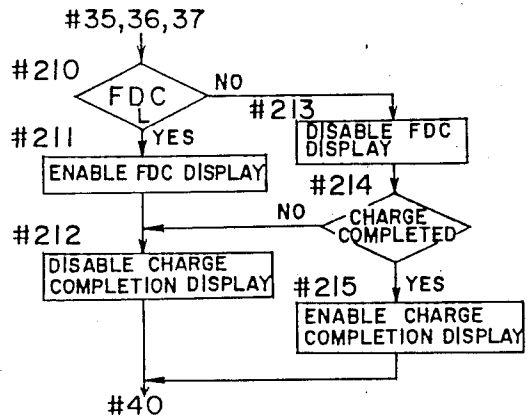 #35,36,37
#210
FDC
L
NO
#213
DISABLE FDC
DISPLAY
#211
YES
ENABLE FDC DISPLAY
#214
CHARGE
COMPLETED
NO
#212
DISABLE CHARGE
COMPLETION DISPLAY
#215
YES
ENABLE CHARGE
COMPLETION DISPLAY
#40